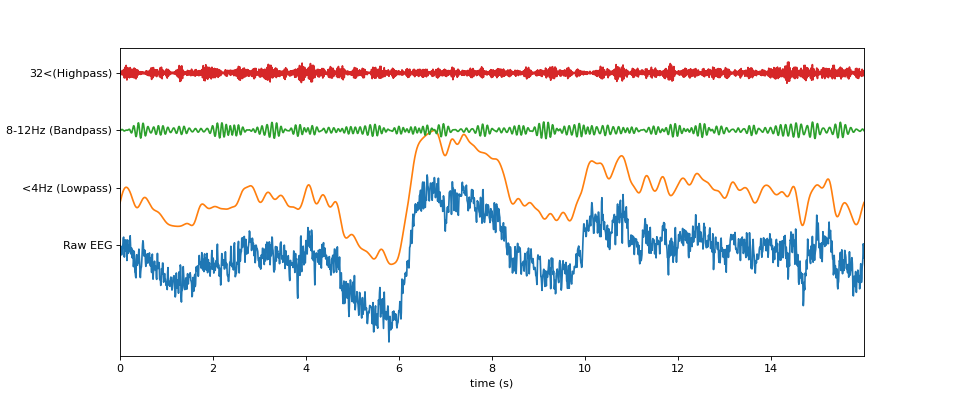 32<(Highpass)
8-12Hz (Bandpass)
<4Hz (Lowpass)
Raw EEG
0 2 4 6 8 10 12 14
time (s)